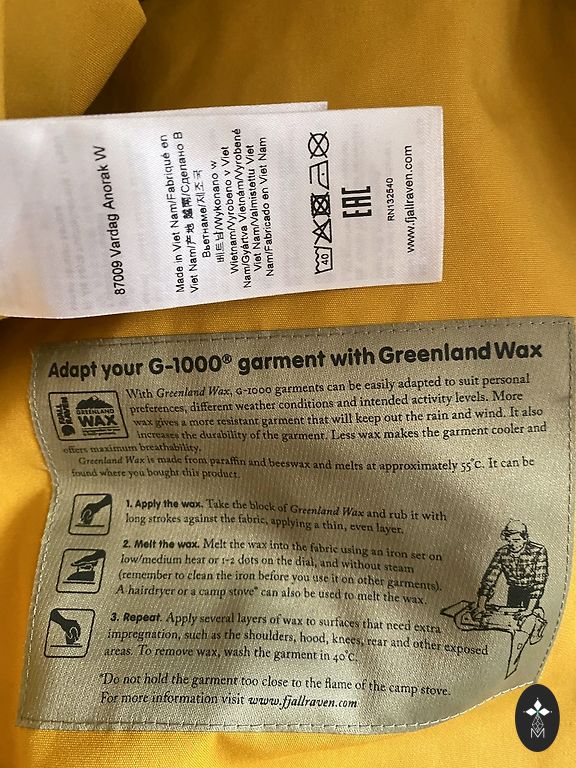 87009 Vardag Anorak W
Made in Viet Nam/Fabriqué en
Viet Nam/产地 越南/Сделано В
Вьетнаме/제조국
베트남/Wykonano w
Wietnam/Vyrobeno v Viet
Nam/Gyártva Vietnám/Vyrobené
Viet Nam/Valmistettu Viet
Nam/Fabricado en Viet Nam
40
EAC
RN132540
www.fjallraven.com
Adapt your G-1000® garment with Greenland Wax
FJÄLL
RÄVEN
GREENLAND
WAX
With Greenland Wax, G-1000 garments can be easily adapted to suit personal
preferences, different weather conditions and intended activity levels. More
wax gives a more resistant garment that will keep out the rain and wind. It also
increases the durability of the garment. Less wax makes the garment cooler and
offers maximum breathability.
Greenland Wax is made from paraffin and beeswax and melts at approximately 55°C. It can be
found where you bought this product.
1. Apply the wax. Take the block of Greenland Wax and rub it with
long strokes against the fabric, applying a thin, even layer.
2. Melt the wax. Melt the wax into the fabric using an iron set on
low/medium heat or 1-2 dots on the dial, and without steam
(remember to clean the iron before you use it on other garments).
A hairdryer or a camp stove* can also be used to melt the wax.
3. Repeat. Apply several layers of wax to surfaces that need extra
impregnation, such as the shoulders, hood, knees, rear and other exposed
areas. To remove wax, wash the garment in 40°C.
*Do not hold the garment too close to the flame of the camp stove.
For more information visit www.fjallraven.com